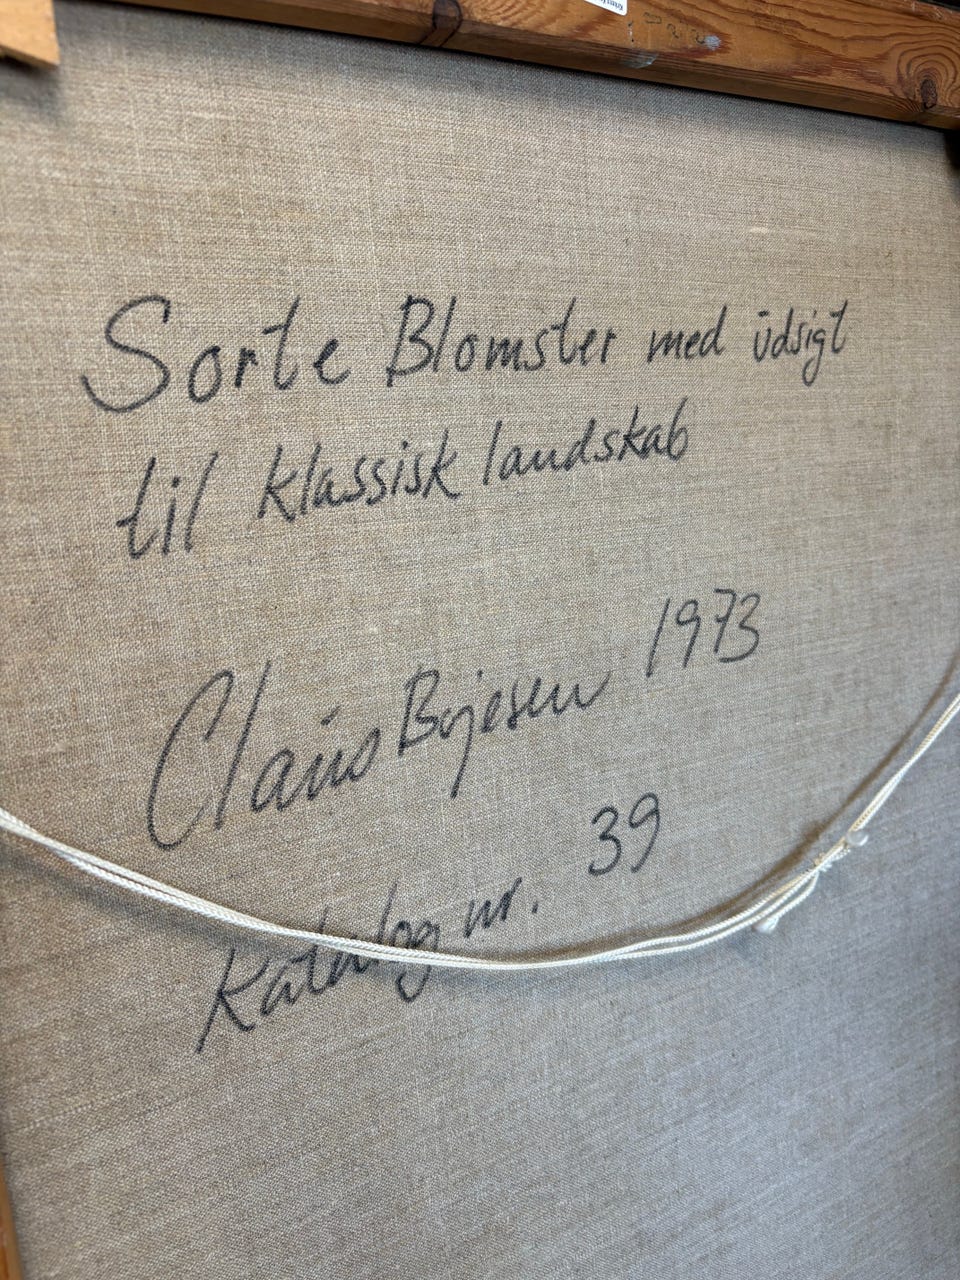 Sorte Blomster med udsigt
til klassisk landskab
Claus Bojesen 1973
Katalog nr. 39